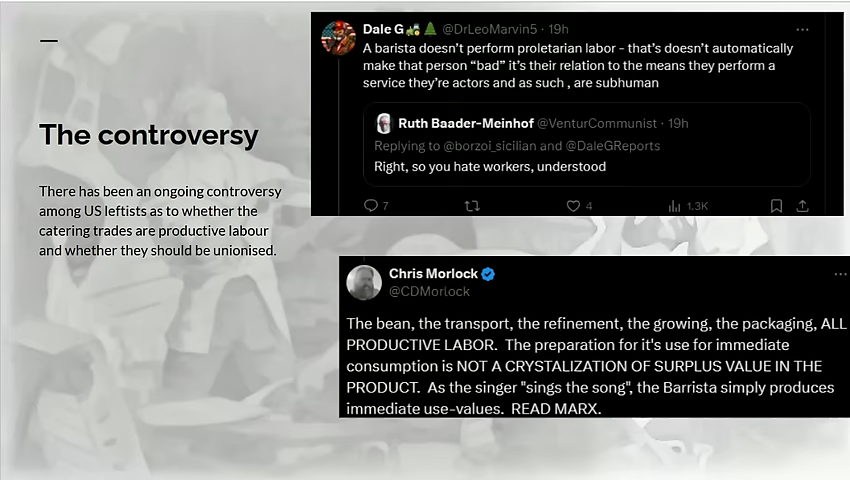 The controversy
There has been an ongoing controversy
among US leftists as to whether the
catering trades are productive labour
and whether they should be unionised.
Dale G🚜🌲 @DrLeoMarvin5 · 19h
A barista doesn’t perform proletarian labor - that’s doesn’t automatically
make that person “bad” it’s their relation to the means they perform a
service they’re actors and as such , are subhuman
Ruth Baader-Meinhof @VenturCommunist · 19h
Replying to @borzoi_sicilian and @DaleGReports
Right, so you hate workers, understood
7 4 1.3K
Chris Morlock
@CDMorlock
The bean, the transport, the refinement, the growing, the packaging, ALL
PRODUCTIVE LABOR. The preparation for it's use for immediate
consumption is NOT A CRYSTALIZATION OF SURPLUS VALUE IN THE
PRODUCT. As the singer "sings the song", the Barrista simply produces
immediate use-values. READ MARX.